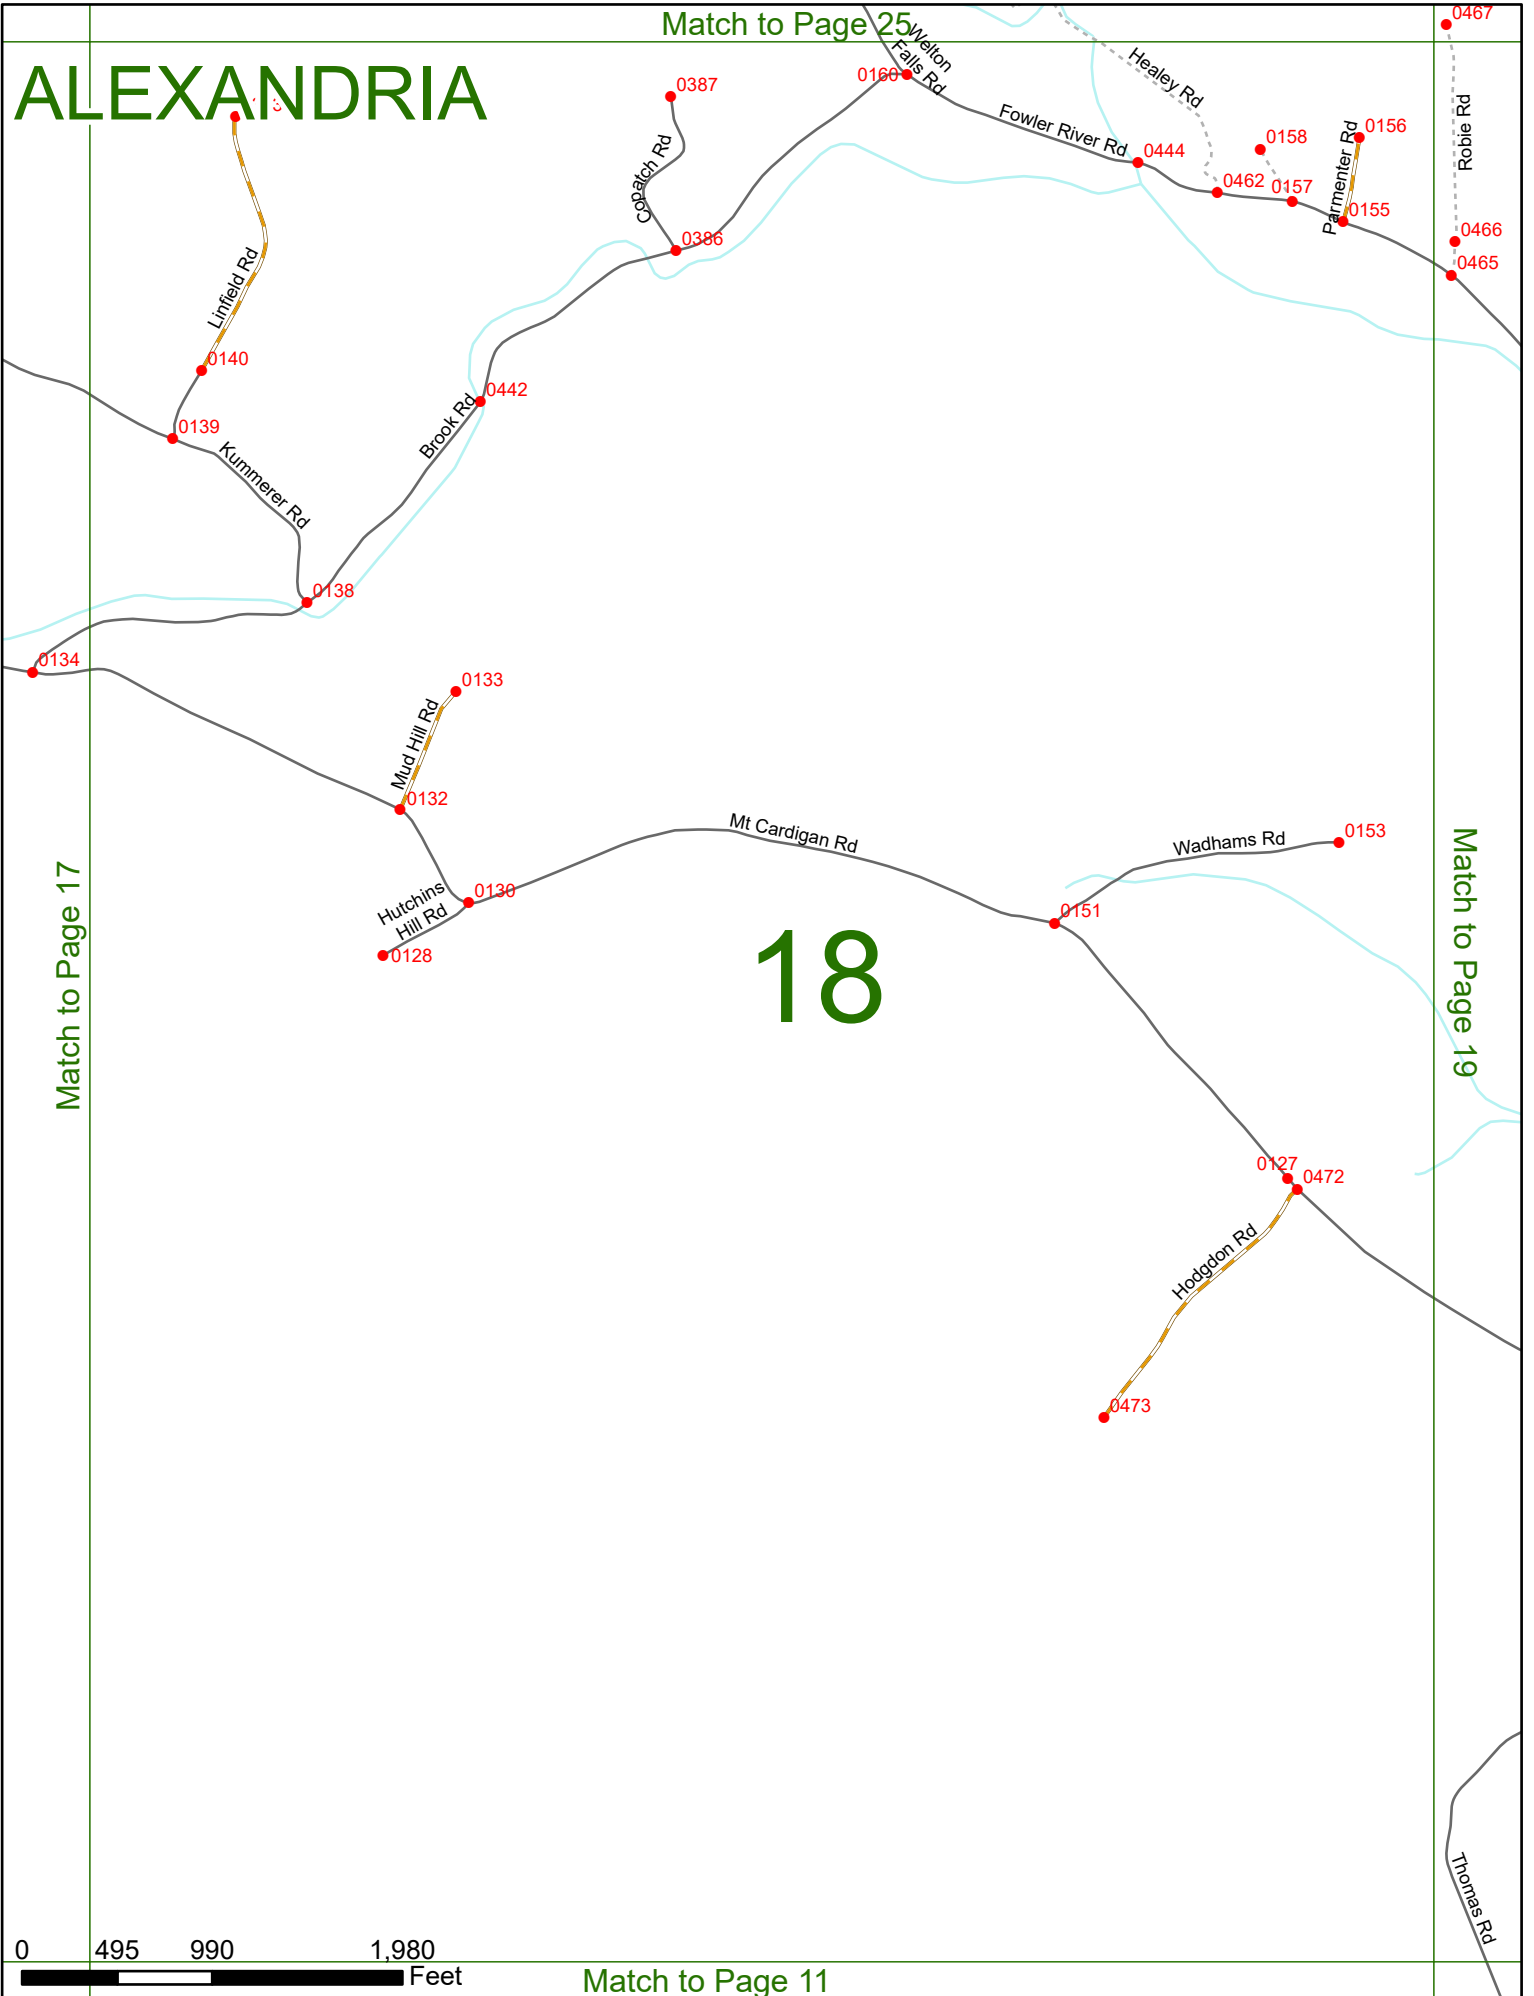 Match to Page 25
0467
ALEXANDRIA
Welton
Falls Rd
0160
0387
Healey Rd
Robie Rd
Fowler River Rd
0444
0158
0156
Parmenter Rd
Copatch Rd
0462
0157
0155
0386
0466
0465
Linfield Rd
0140
0442
Brook Rd
0139
Kummerer Rd
0138
0134
0133
Mud Hill Rd
0132
Mt Cardigan Rd
Wadhams Rd
0153
Hutchins
Hill Rd
0130
0128
0151
Match to Page 17
18
Match to Page 19
0127
0472
Hodgdon Rd
0473
Thomas Rd
0 495 990 1,980
Feet
Match to Page 11